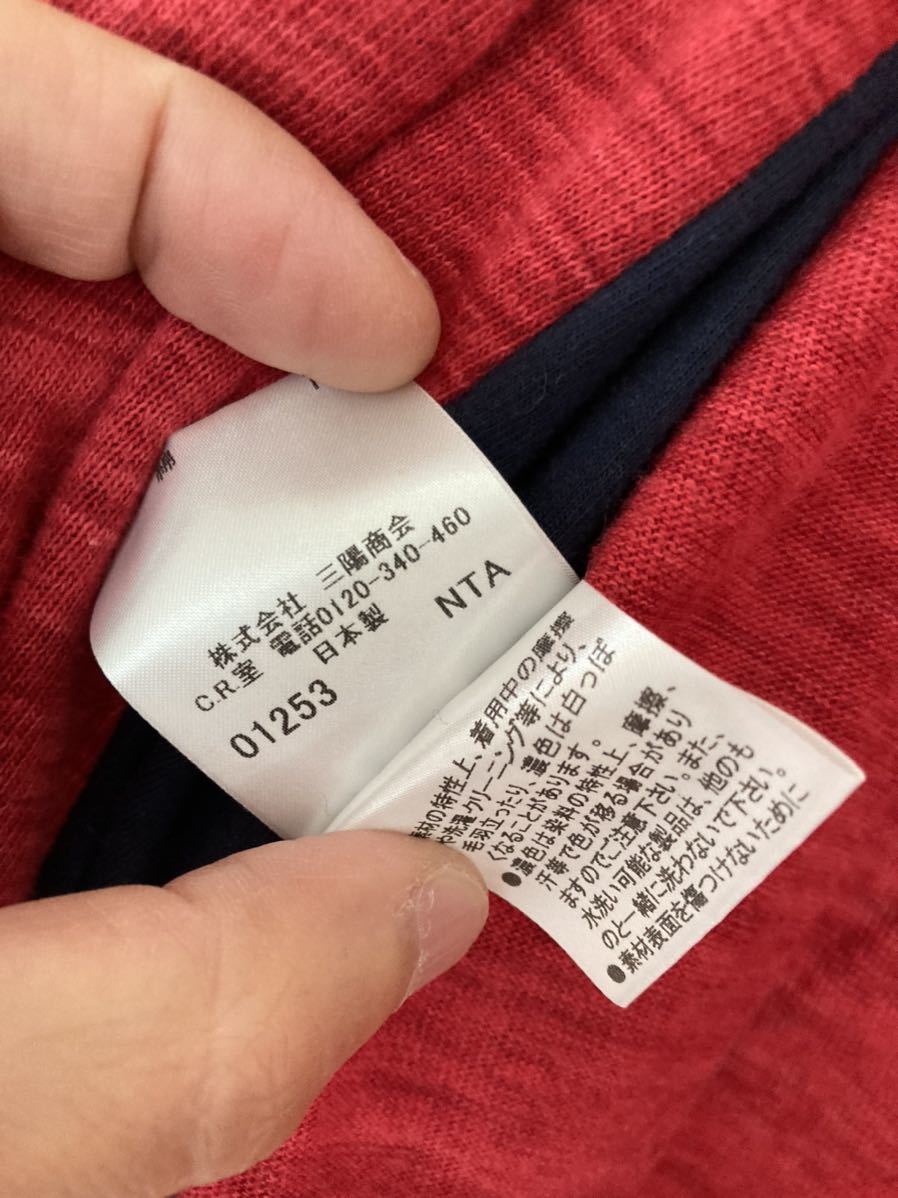 綿
株式会社 三陽商会
C.R.室 電話0120-340-460
日本製 NTA
01253
素材の特性上、着用中の摩擦
や洗濯クリーニング等により、
毛羽立ったり、濃色は白っぽ
くなることがあります。
●濃色は染料の特性上、摩擦、
汗等で色が移る場合があり
ますのでご注意下さい。また、
水洗い可能な製品は、他のも
のと一緒に洗わないで下さい。
●素材表面を傷つけないために